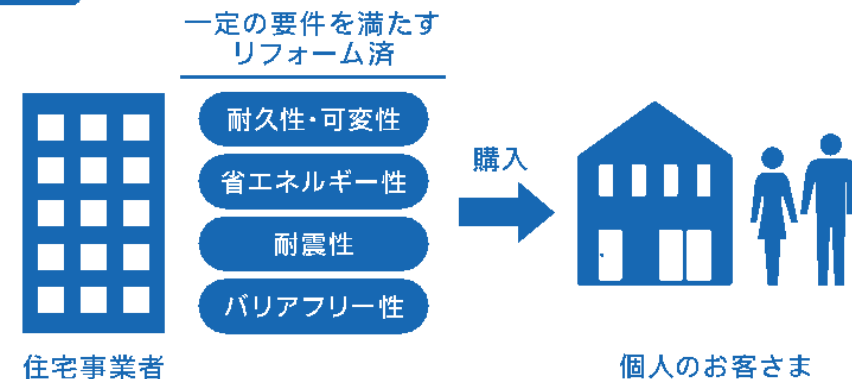 一定の要件を満たす
リフォーム済
耐久性・可変性
省エネルギー性
耐震性
バリアフリー性
購入
住宅事業者
個人のお客さま